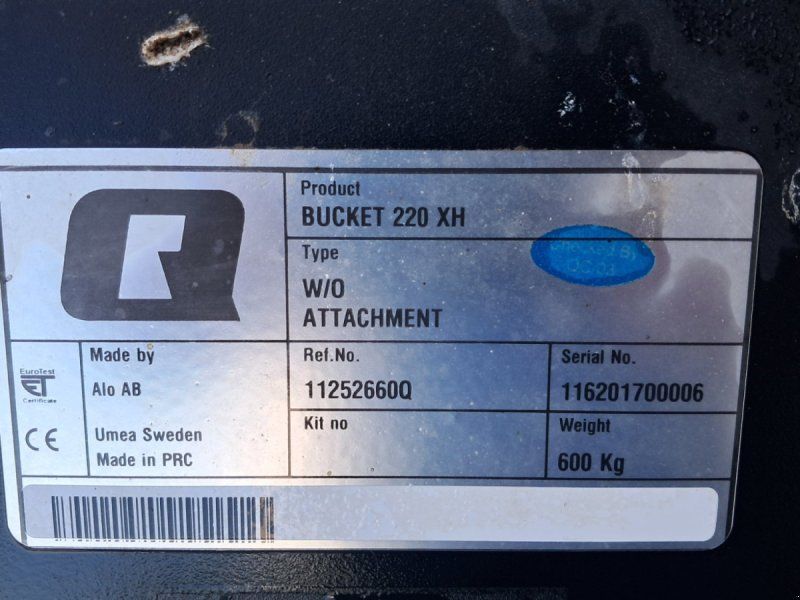 Product
BUCKET 220 XH
Type
W/O
ATTACHMENT
Made by
Alo AB
Umea Sweden
Made in PRC
Ref.No.
11252660Q
Serial No.
116201700006
Kit no
Weight
600 Kg
EuroTest
ET
Certificate
CE